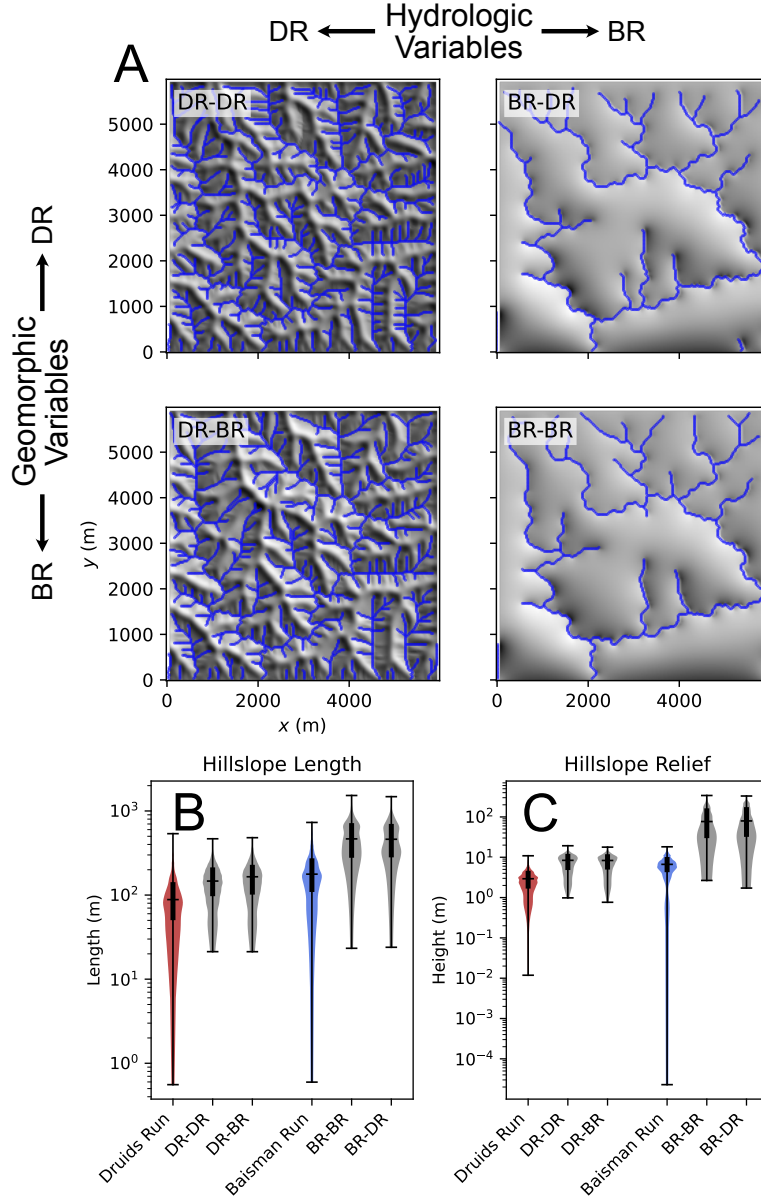 Hydrologic
Variables
DR
BR
A
DR
Geomorphic
Variables
BR
DR-DR
5000
4000
3000
2000
1000
0
2000
4000
BR-DR
2000
4000
DR-BR
5000
4000
3000
2000
1000
0
y (m)
0
2000
4000
x (m)
BR-BR
0
2000
4000
Hillslope Length
B
Length (m)
10³
10²
10¹
10⁰
Druids Run
DR-DR
DR-BR
Baisman Run
BR-BR
BR-DR
Hillslope Relief
C
Height (m)
10²
10¹
10⁰
10⁻¹
10⁻²
10⁻³
10⁻⁴
Druids Run
DR-DR
DR-BR
Baisman Run
BR-BR
BR-DR